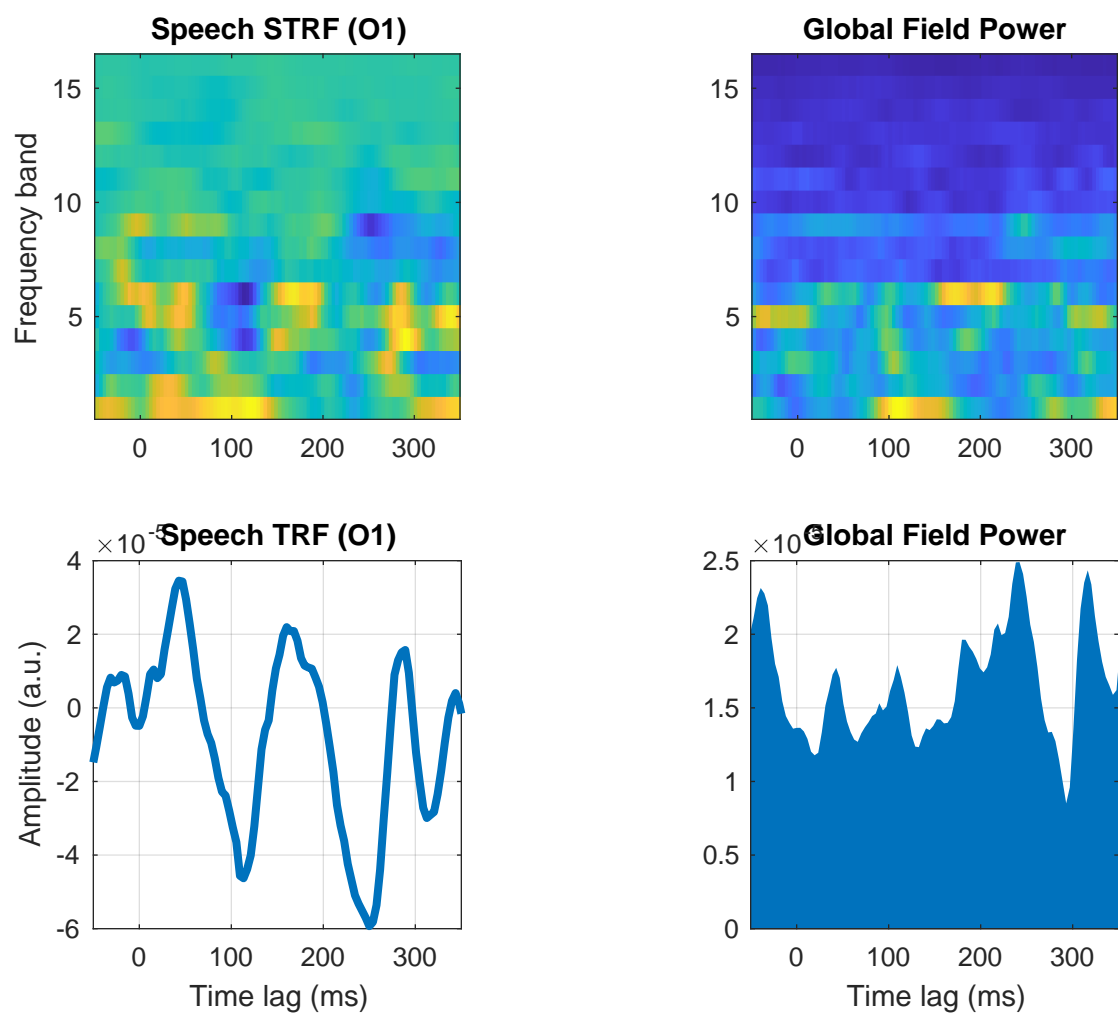 Speech STRF (O1)
Frequency band
15
10
5
0 100 200 300
Global Field Power
15
10
5
0 100 200 300
Speech TRF (O1)
×10^-5
Amplitude (a.u.)
4
2
0
-2
-4
-6
0 100 200 300
Time lag (ms)
Global Field Power
×10^-5
2.5
2
1.5
1
0.5
0
0 100 200 300
Time lag (ms)